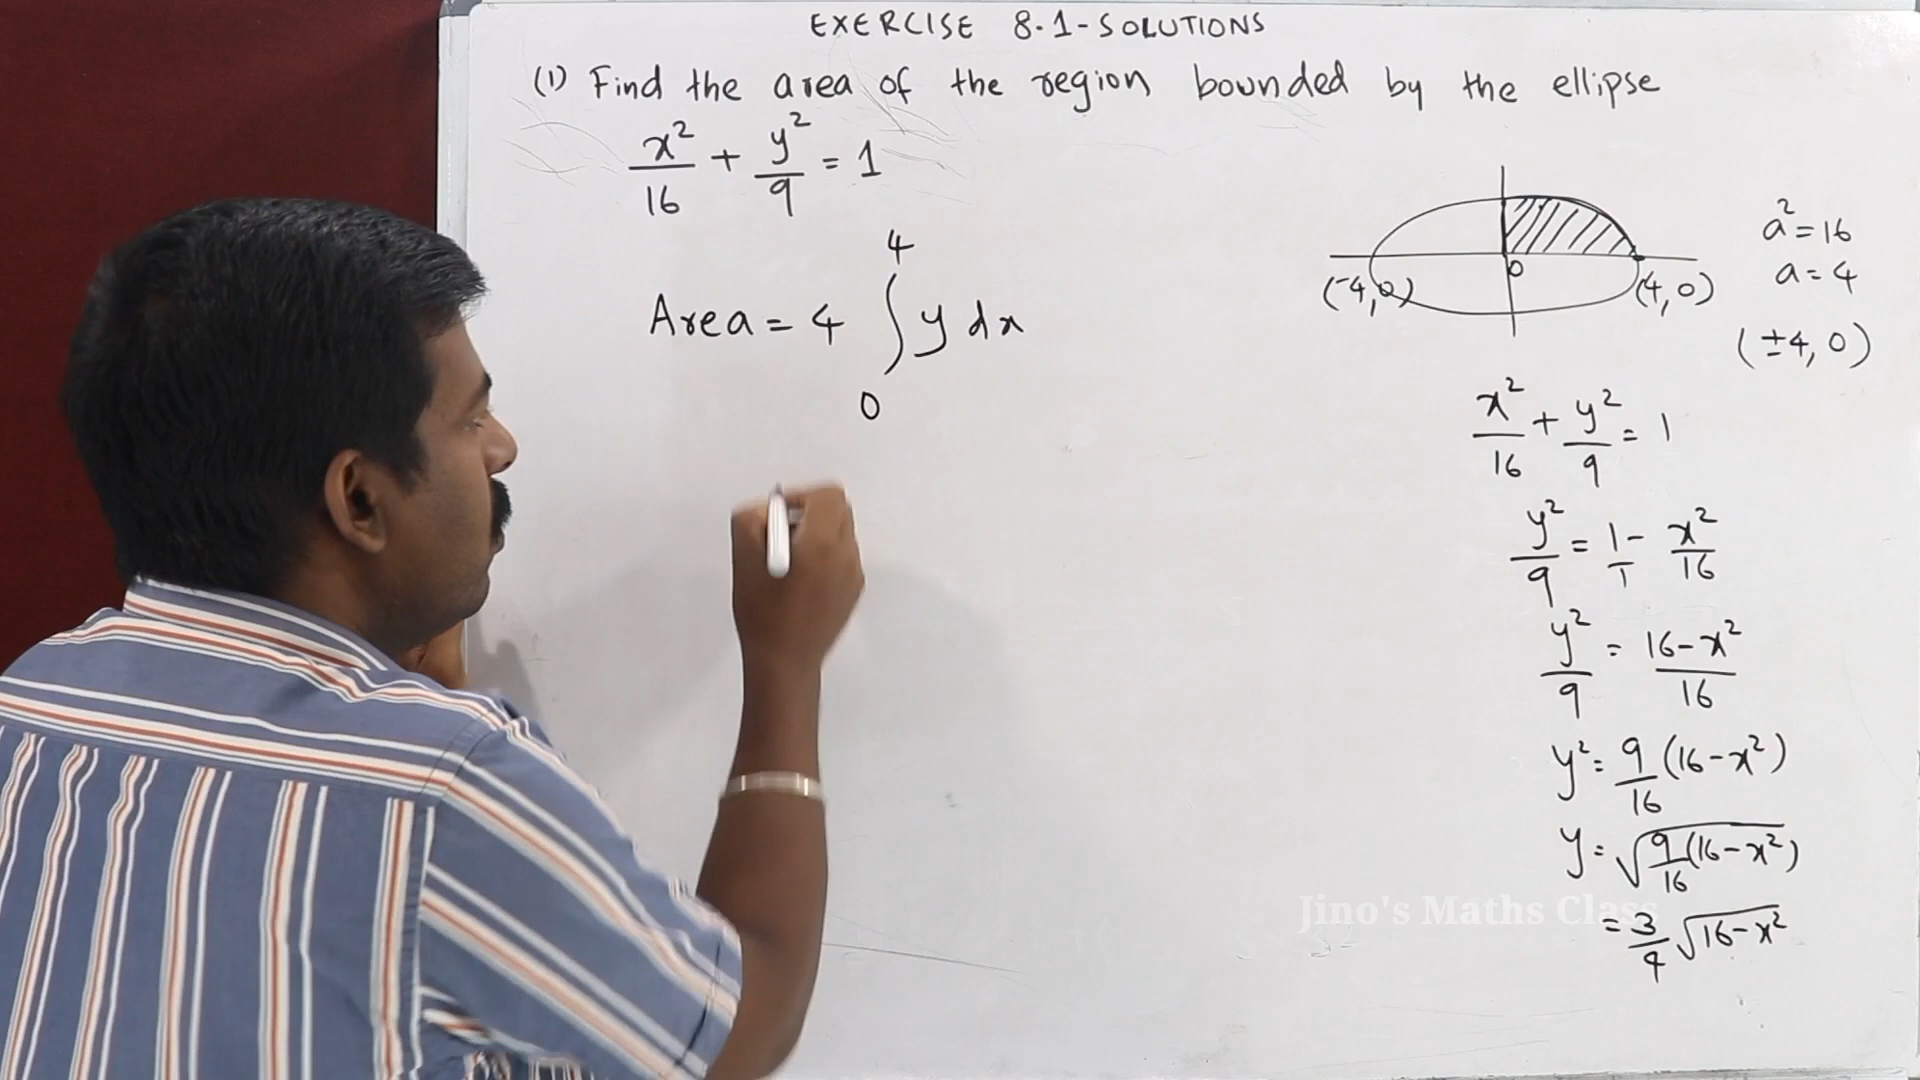 EXERCISE 8.1-SOLUTIONS
(1) Find the area of the region bounded by the ellipse
x²/16 + y²/9 = 1
Area = 4 ∫₀⁴ y dx
0
(-4,0)
(4,0)
a²=16
a=4
(±4, 0)
x²/16 + y²/9 = 1
y²/9 = 1/1 - x²/16
y²/9 = 16-x²/16
y² = 9/16 (16-x²)
y = √9/16(16-x²)
= 3/4 √16-x²
Jino's Maths Class